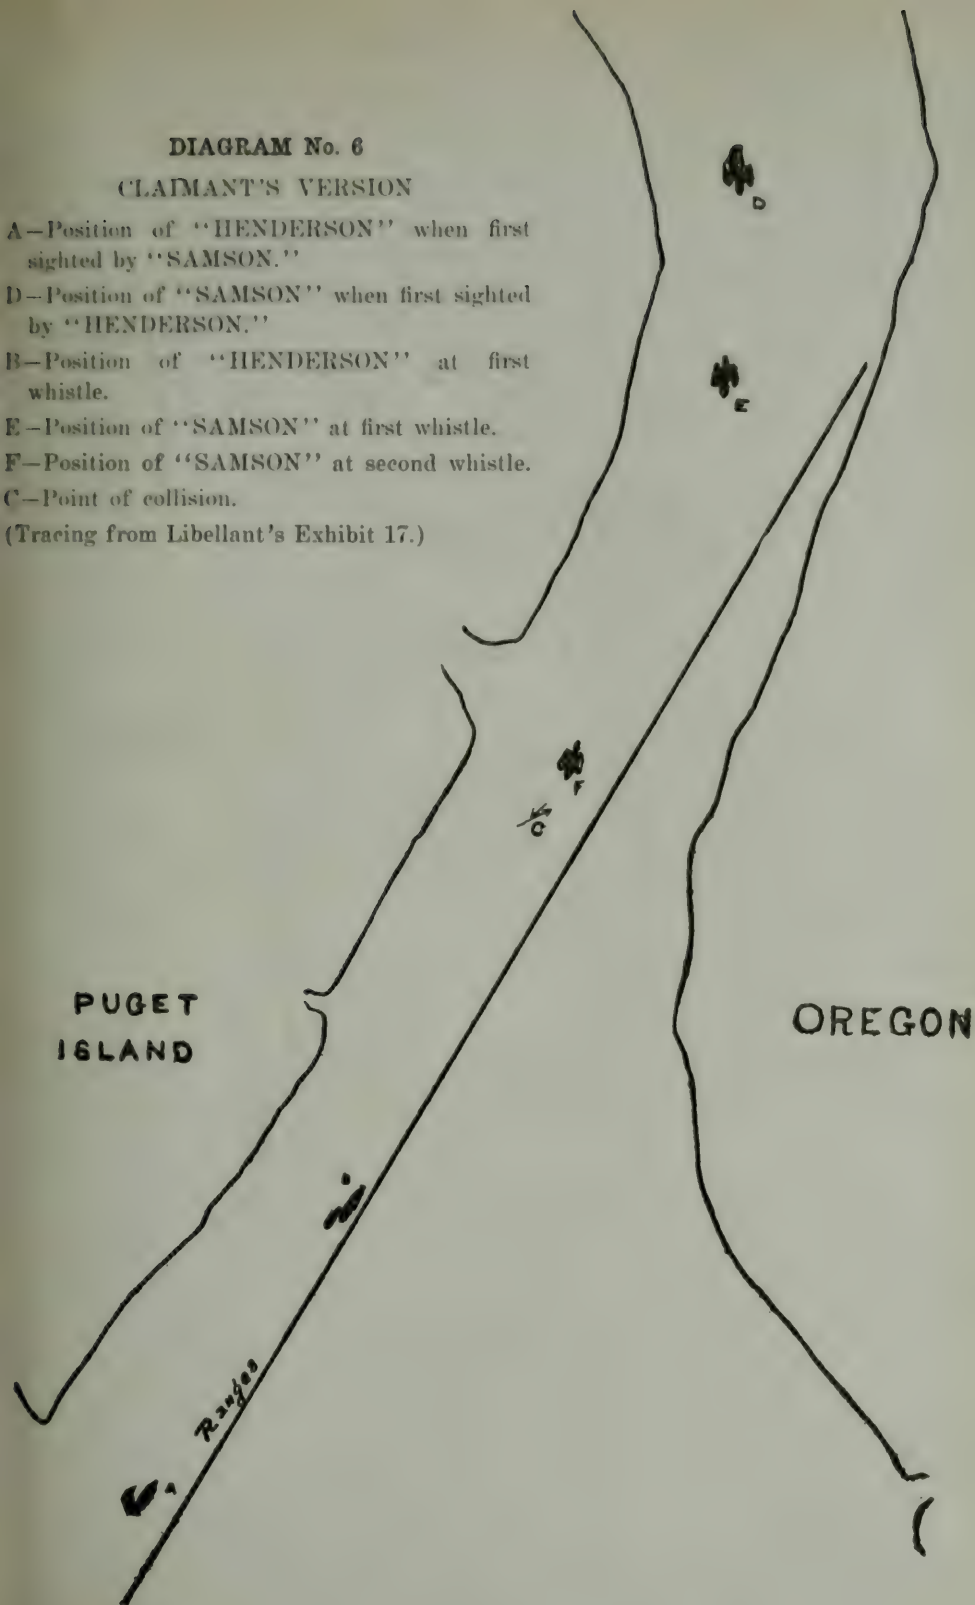 DIAGRAM No. 6
CLAIMANT'S VERSION
A—Position of "HENDERSON" when first
sighted by "SAMSON."
D—Position of "SAMSON" when first sighted
by "HENDERSON."
B—Position of "HENDERSON" at first
whistle.
E—Position of "SAMSON" at first whistle.
F—Position of "SAMSON" at second whistle.
C—Point of collision.
(Tracing from Libellant's Exhibit 17.)
D
E
F
C
PUGET
ISLAND
OREGON
Ranges
A